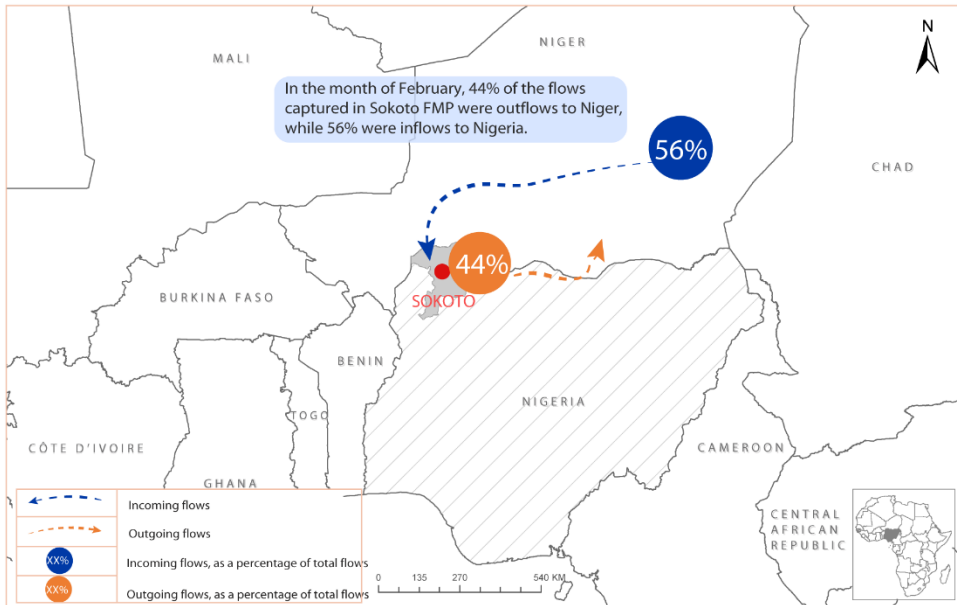 NIGER
N
MALI
In the month of February, 44% of the flows
captured in Sokoto FMP were outflows to Niger,
while 56% were inflows to Nigeria.
56%
CHAD
44%
SOKOTO
BURKINA FASO
BENIN
NIGERIA
TOGO
CÔTE D'IVOIRE
CAMEROON
GHANA
CENTRAL
AFRICAN
REPUBLIC
Incoming flows
Outgoing flows
XX% Incoming flows, as a percentage of total flows
XX% Outgoing flows, as a percentage of total flows
0 135 270 540 KM